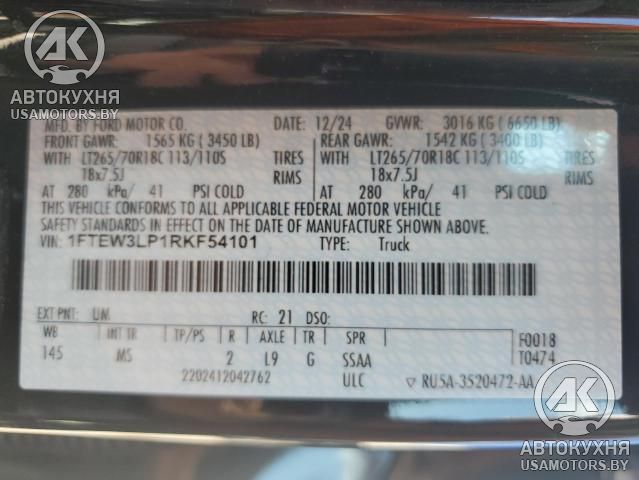 АК
АВТОКУХНЯ
USAMOTORS.BY
MFD. BY FORD MOTOR CO. DATE: 12/24 GVWR: 3016 KG ( 6650 LB)
FRONT GAWR: 1565 KG ( 3450 LB) REAR GAWR: 1542 KG ( 3400 LB)
WITH LT265/70R18C 113/110S TIRES WITH LT265/70R18C 113/110S TIRES
18x7.5J RIMS 18x7.5J RIMS
AT 280 kPa/ 41 PSI COLD AT 280 kPa/ 41 PSI COLD
THIS VEHICLE CONFORMS TO ALL APPLICABLE FEDERAL MOTOR VEHICLE
SAFETY STANDARDS IN EFFECT ON THE DATE OF MANUFACTURE SHOWN ABOVE.
VIN: 1FTEW3LP1RKF54101 TYPE: Truck
EXT PNT: UM RC: 21 DSO:
WB INT TR TP/PS R AXLE TR SPR F0018
145 MS 2 L9 G SSAA T0474
2202412042762 ULC RU5A-3520472-AA
АК
АВТОКУХНЯ
USAMOTORS.BY